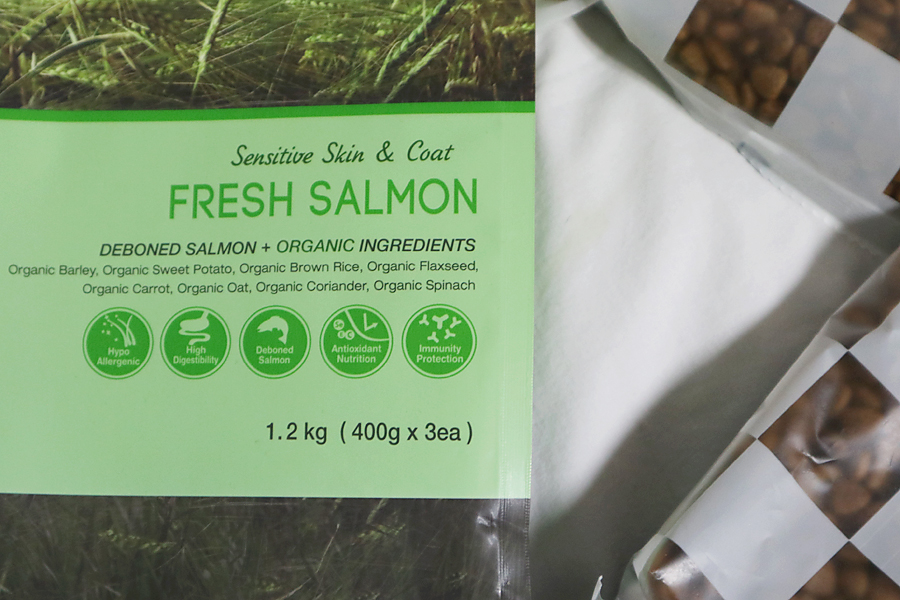 Sensitive Skin & Coat
FRESH SALMON
DEBONED SALMON + ORGANIC INGREDIENTS
Organic Barley, Organic Sweet Potato, Organic Brown Rice, Organic Flaxseed,
Organic Carrot, Organic Oat, Organic Coriander, Organic Spinach
Hypo
Allergenic
High
Digestibility
Deboned
Salmon
Se
E
C
Antioxidant
Nutrition
Immunity
Protection
1.2 kg (400g x 3ea)